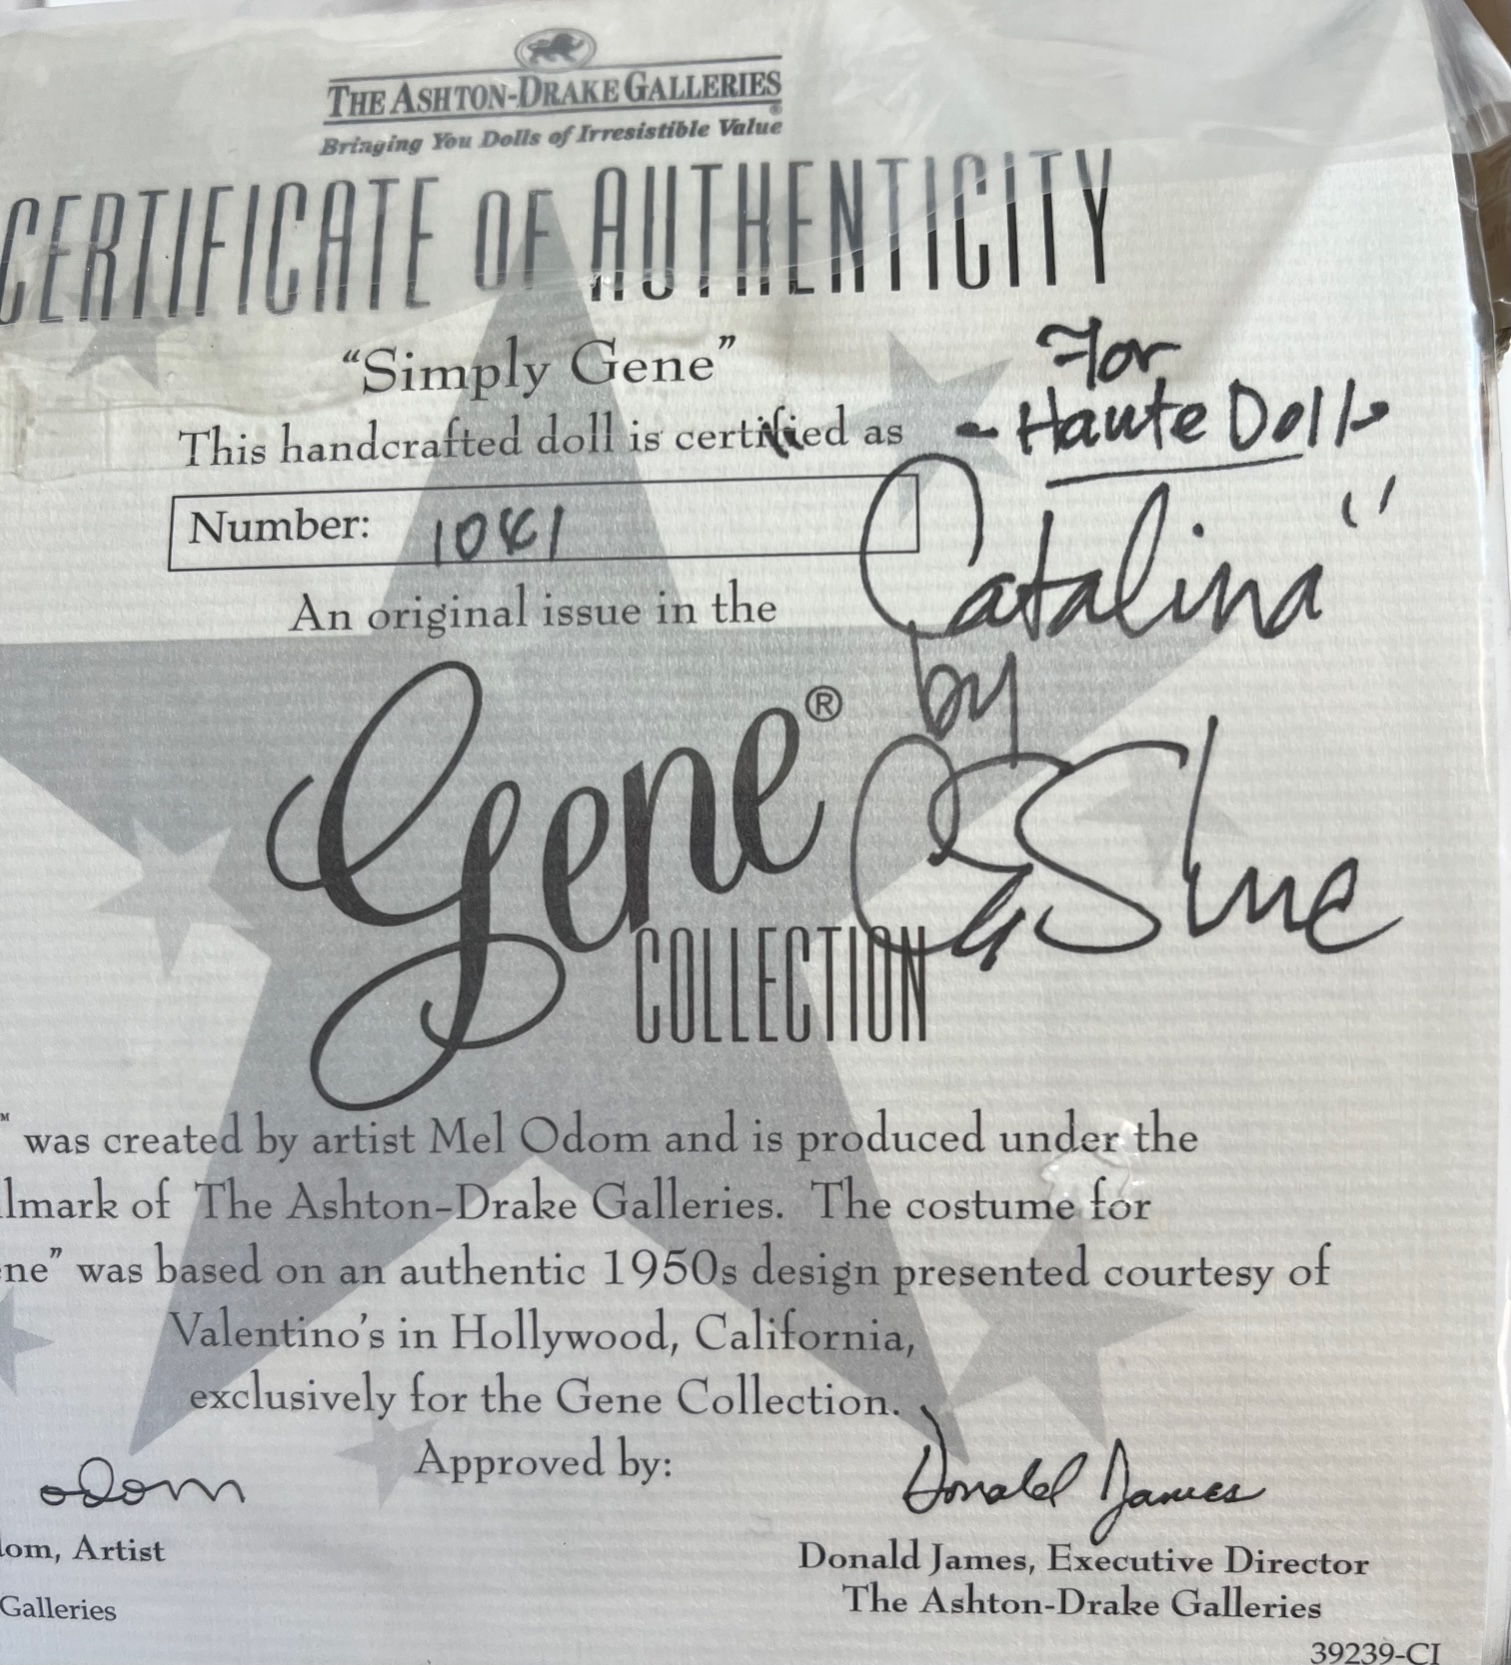 THE ASHTON-DRAKE GALLERIES
Bringing You Dolls of Irresistible Value®
CERTIFICATE OF AUTHENTICITY
“Simply Gene”
For
This handcrafted doll is certified as
- Haute Doll -
Number:
Catalina"
An original issue in the
by
Gene®
COLLECTION
™ was created by artist Mel Odom and is produced under the
lmark of The Ashton-Drake Galleries. The costume for
ne” was based on an authentic 1950s design presented courtesy of
Valentino’s in Hollywood, California,
exclusively for the Gene Collection.
Approved by:
odom
Donald James
om, Artist
Donald James, Executive Director
Galleries
The Ashton-Drake Galleries
39239-CI